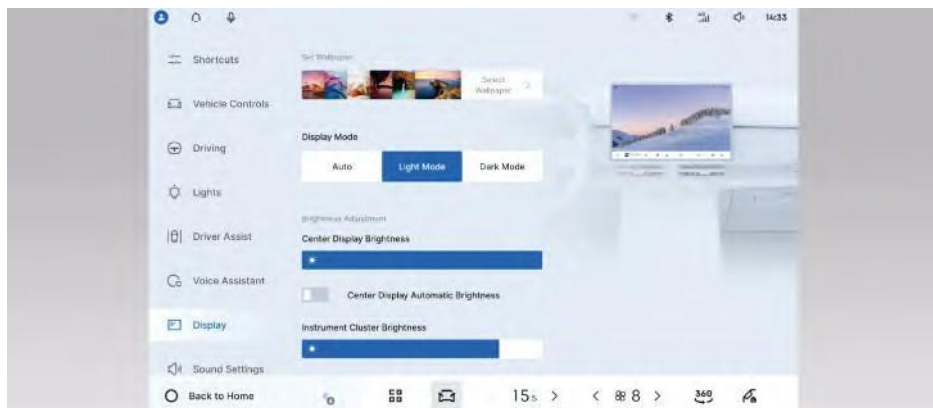 14:33
Shortcuts
Set Wallpaper
Select
Wallpaper
Vehicle Controls
Display Mode
Driving
Auto
Light Mode
Dark Mode
Lights
Brightness Adjustment
Driver Assist
Center Display Brightness
Voice Assistant
Center Display Automatic Brightness
Display
Instrument Cluster Brightness
Sound Settings
Back to Home
15.5
8
360